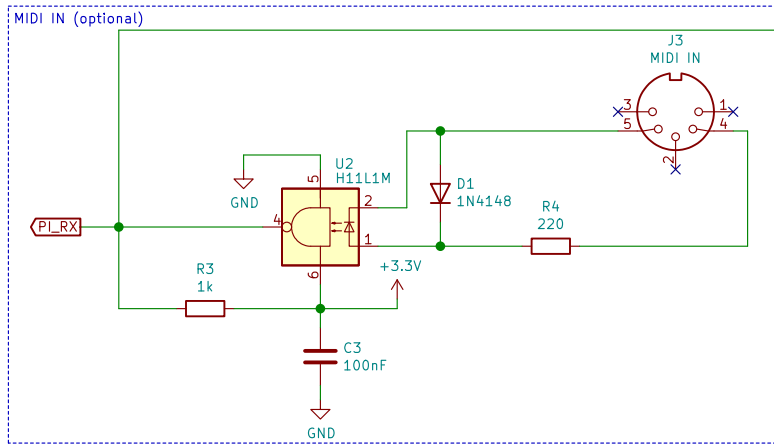 MIDI IN (optional)
J3
MIDI IN
3
1
5
4
2
U2
H11L1M
5
GND
2
D1
1N4148
R4
220
PI_RX
4
1
6
+3.3V
R3
1k
C3
100nF
GND